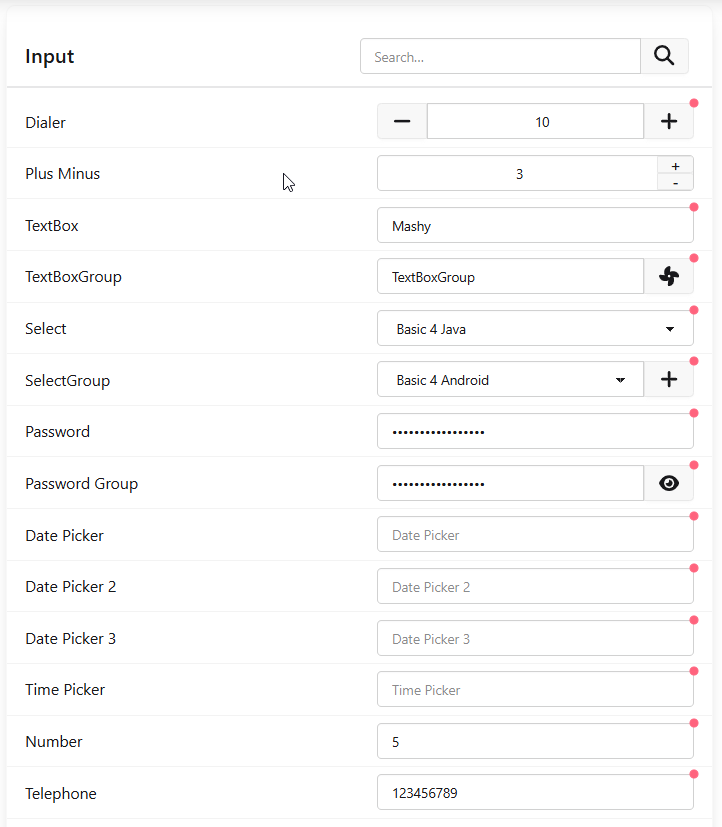 Input
Search...
Dialer
10
Plus Minus
3
+
-
TextBox
Mashy
TextBoxGroup
TextBoxGroup
Select
Basic 4 Java
SelectGroup
Basic 4 Android
Password
•••••••••••••••••
Password Group
•••••••••••••••••
Date Picker
Date Picker
Date Picker 2
Date Picker 2
Date Picker 3
Date Picker 3
Time Picker
Time Picker
Number
5
Telephone
123456789